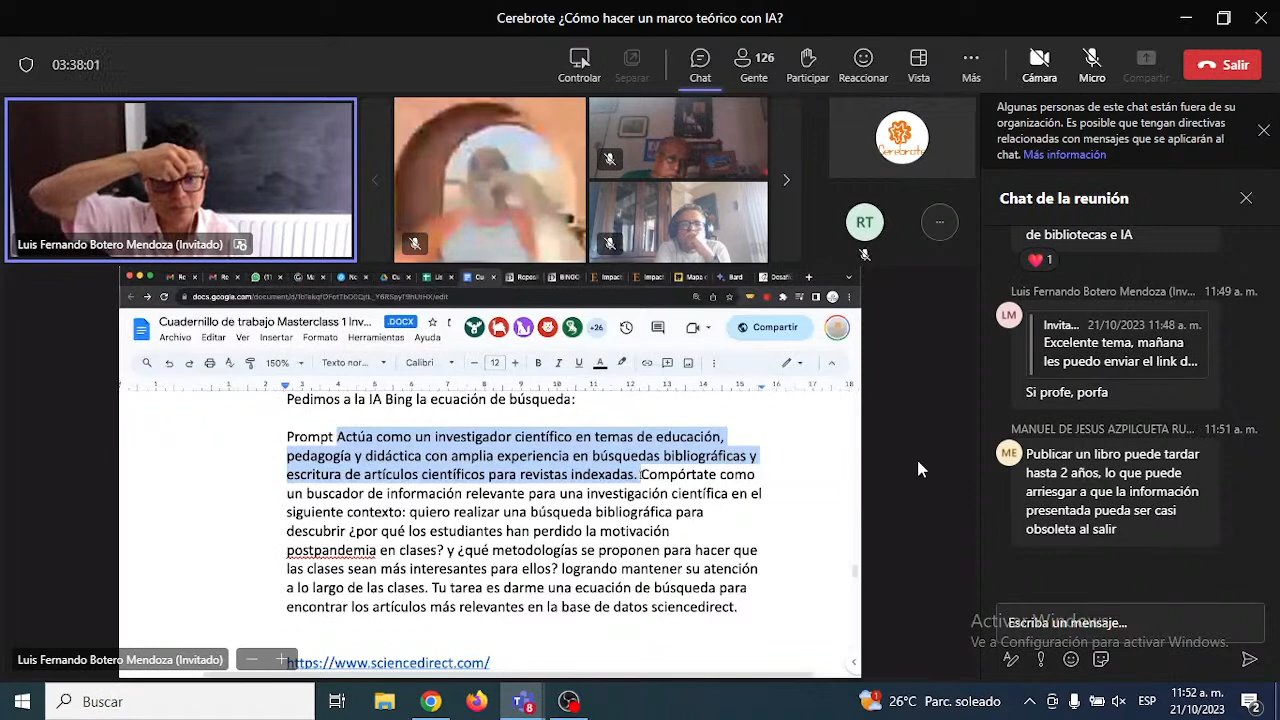 Cerebrote ¿Cómo hacer un marco teórico con IA?
03:38:01
Controlar
Separar
Chat
126
Gente
Participar
Reacciones
Vista
Más
Cámara
Micro
Compartir
Salir
Luis Fernando Botero Mendoza (Invitado)
Cerebrote
RT
Algunas personas de este chat están fuera de su
organización. Es posible que tengan directivas
relacionadas con mensajes que se aplicarán al
chat. Más información
Chat de la reunión
de bibliotecas e IA
1
Luis Fernando Botero Mendoza (Inv... 11:49 a. m.
LM
Invita... 21/10/2023 11:48 a. m.
Excelente tema, mañana
les puedo enviar el link d...
Si profe, porfa
MANUEL DE JESUS AZPILCUETA RU... 11:51 a. m.
ME
Publicar un libro puede tardar
hasta 2 años, lo que puede
arriesgar a que la información
presentada pueda ser casi
obsoleta al salir
Escriba un mensaje...
Activar Windows
Ve a Configuración para activar Windows.
Cuadernillo de trabajo Masterclass 1 Inv... .DOCX
+26
Compartir
Archivo Editar Ver Insertar Formato Herramientas Ayuda
150% Texto nor... Calibri 12
Pedimos a la IA Bing la ecuación de búsqueda:
Prompt Actúa como un investigador científico en temas de educación,
pedagogía y didáctica con amplia experiencia en búsquedas bibliográficas y
escritura de artículos científicos para revistas indexadas. Compórtate como
un buscador de información relevante para una investigación científica en el
siguiente contexto: quiero realizar una búsqueda bibliográfica para
descubrir ¿por qué los estudiantes han perdido la motivación
postpandemia en clases? y ¿qué metodologías se proponen para hacer que
las clases sean más interesantes para ellos? logrando mantener su atención
a lo largo de las clases. Tu tarea es darme una ecuación de búsqueda para
encontrar los artículos más relevantes en la base de datos sciencedirect.
https://www.sciencedirect.com/
Luis Fernando Botero Mendoza (Invitado)
Buscar
8
26°C Parc. soleado
ESP
11:52 a. m.
21/10/2023
2